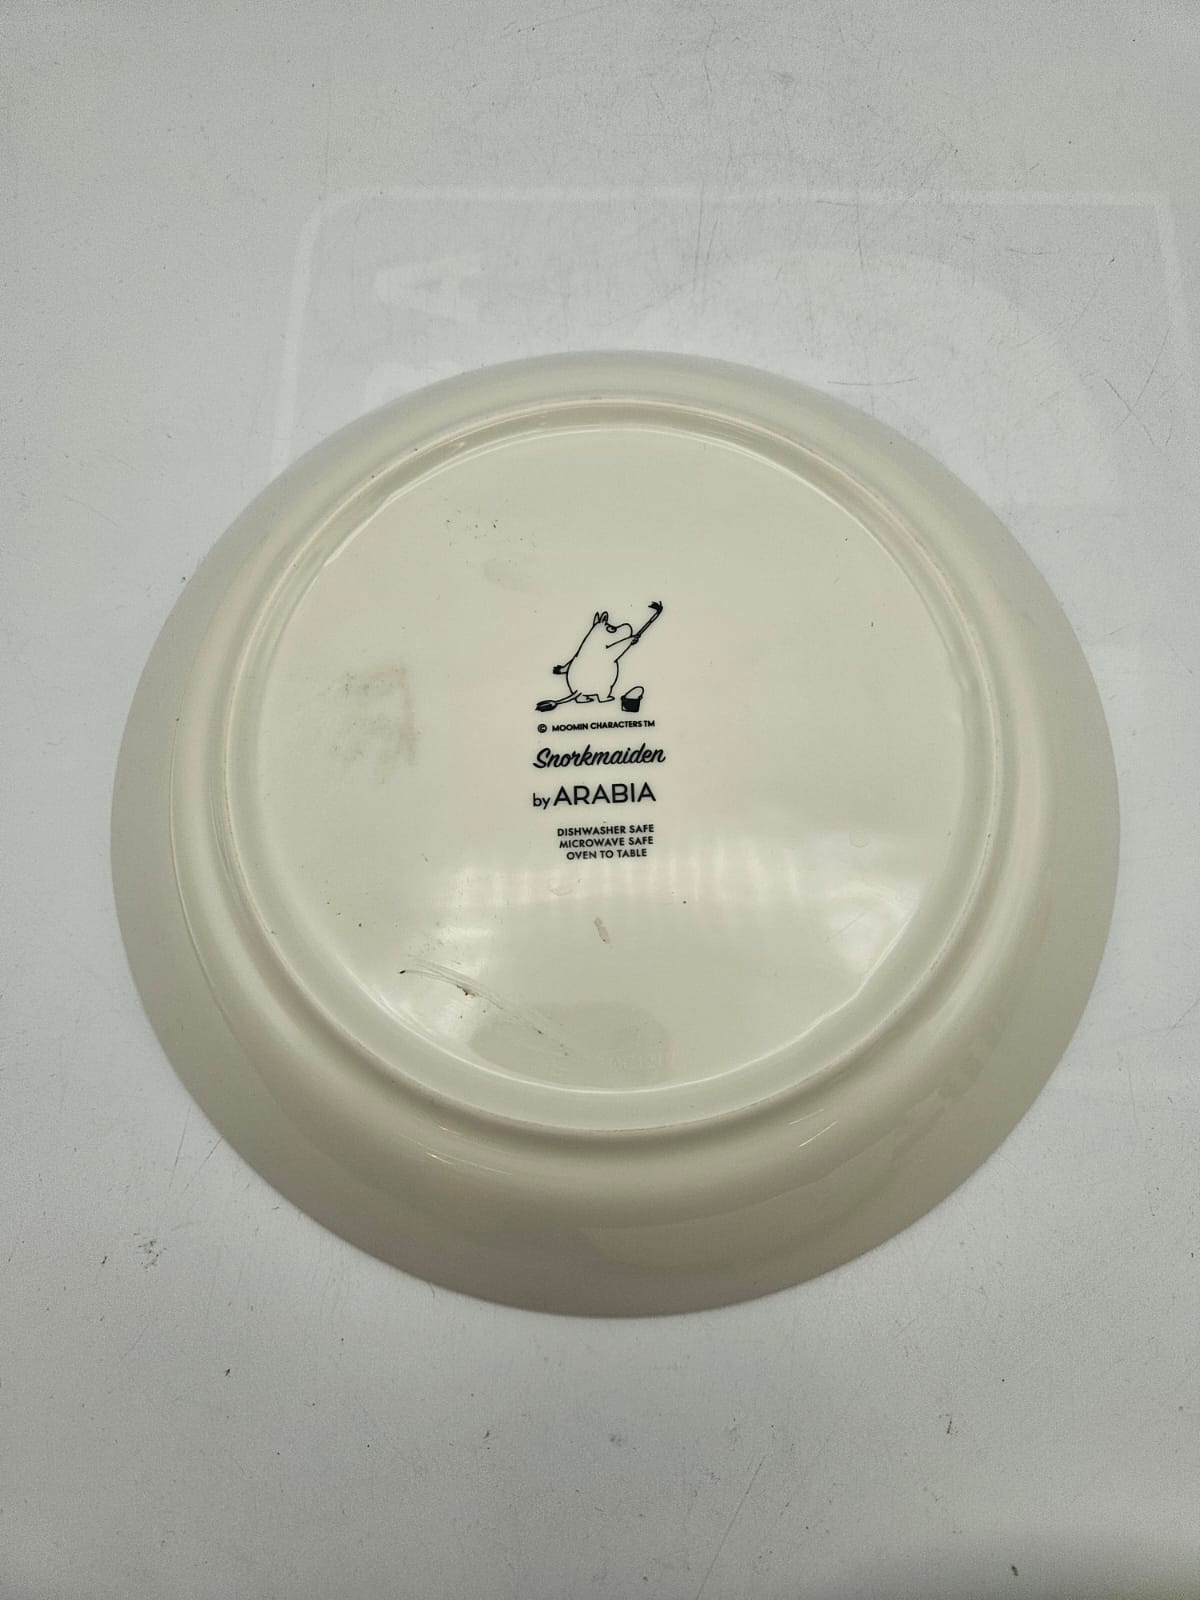 © MOOMIN CHARACTERS TM
Snorkmaiden
by ARABIA
DISHWASHER SAFE
MICROWAVE SAFE
OVEN TO TABLE